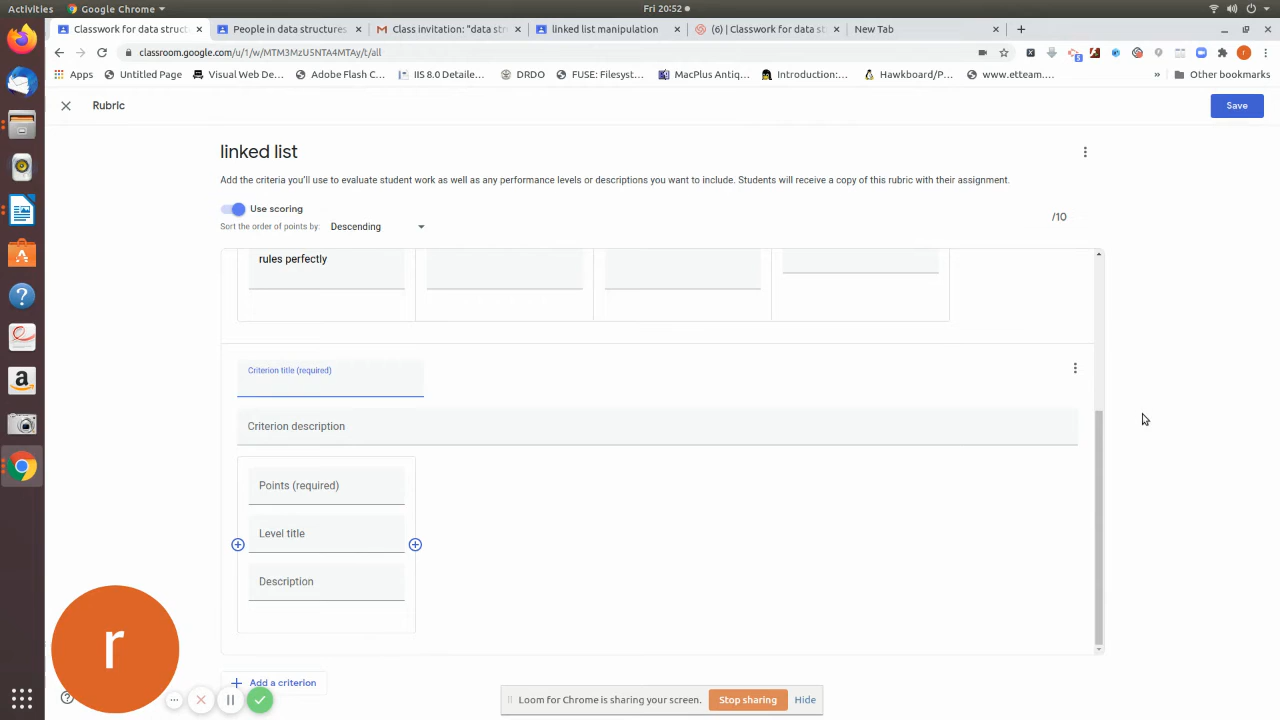 Activities
Google Chrome
Fri 20:52
Classwork for data structures
People in data structures
Class invitation: "data str
linked list manipulation
(6) | Classwork for data st
New Tab
classroom.google.com/u/1/w/MTM3MzU5NTA4MTAy/t/all
5
r
Apps
Untitled Page
Visual Web De...
Adobe Flash C...
IIS 8.0 Detaile...
DRDO
FUSE: Filesyst...
MacPlus Antiq...
Introduction:...
Hawkboard/P...
www.etteam....
»
Other bookmarks
Rubric
Save
linked list
Add the criteria you'll use to evaluate student work as well as any performance levels or descriptions you want to include. Students will receive a copy of this rubric with their assignment.
Use scoring
/10
Sort the order of points by:
Descending
rules perfectly
Criterion title (required)
Criterion description
Points (required)
Level title
Description
r
Add a criterion
Loom for Chrome is sharing your screen.
Stop sharing
Hide